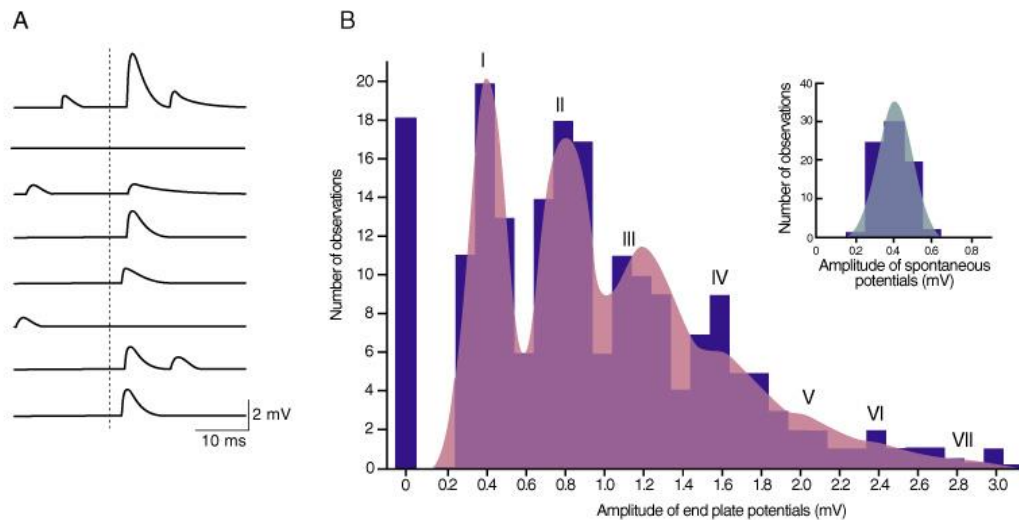 A
2 mV
10 ms
B
Number of observations
20
18
16
14
12
10
8
6
4
2
0
I
II
III
IV
V
VI
VII
0 0.2 0.4 0.6 0.8 1.0 1.2 1.4 1.6 1.8 2.0 2.2 2.4 2.6 2.8 3.0
Amplitude of end plate potentials (mV)
Number of observations
40
30
20
10
0
0 0.2 0.4 0.6 0.8
Amplitude of spontaneous
potentials (mV)